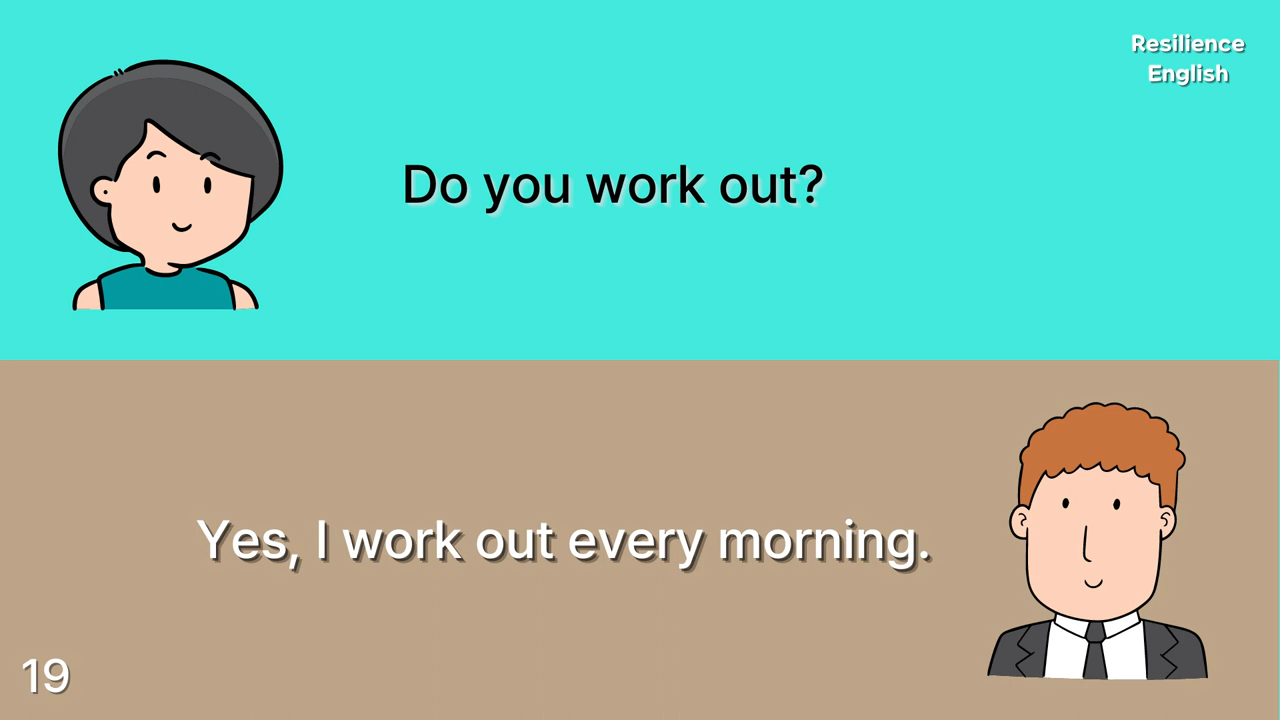 Resilience
English
Do you work out?
Yes, I work out every morning.
19